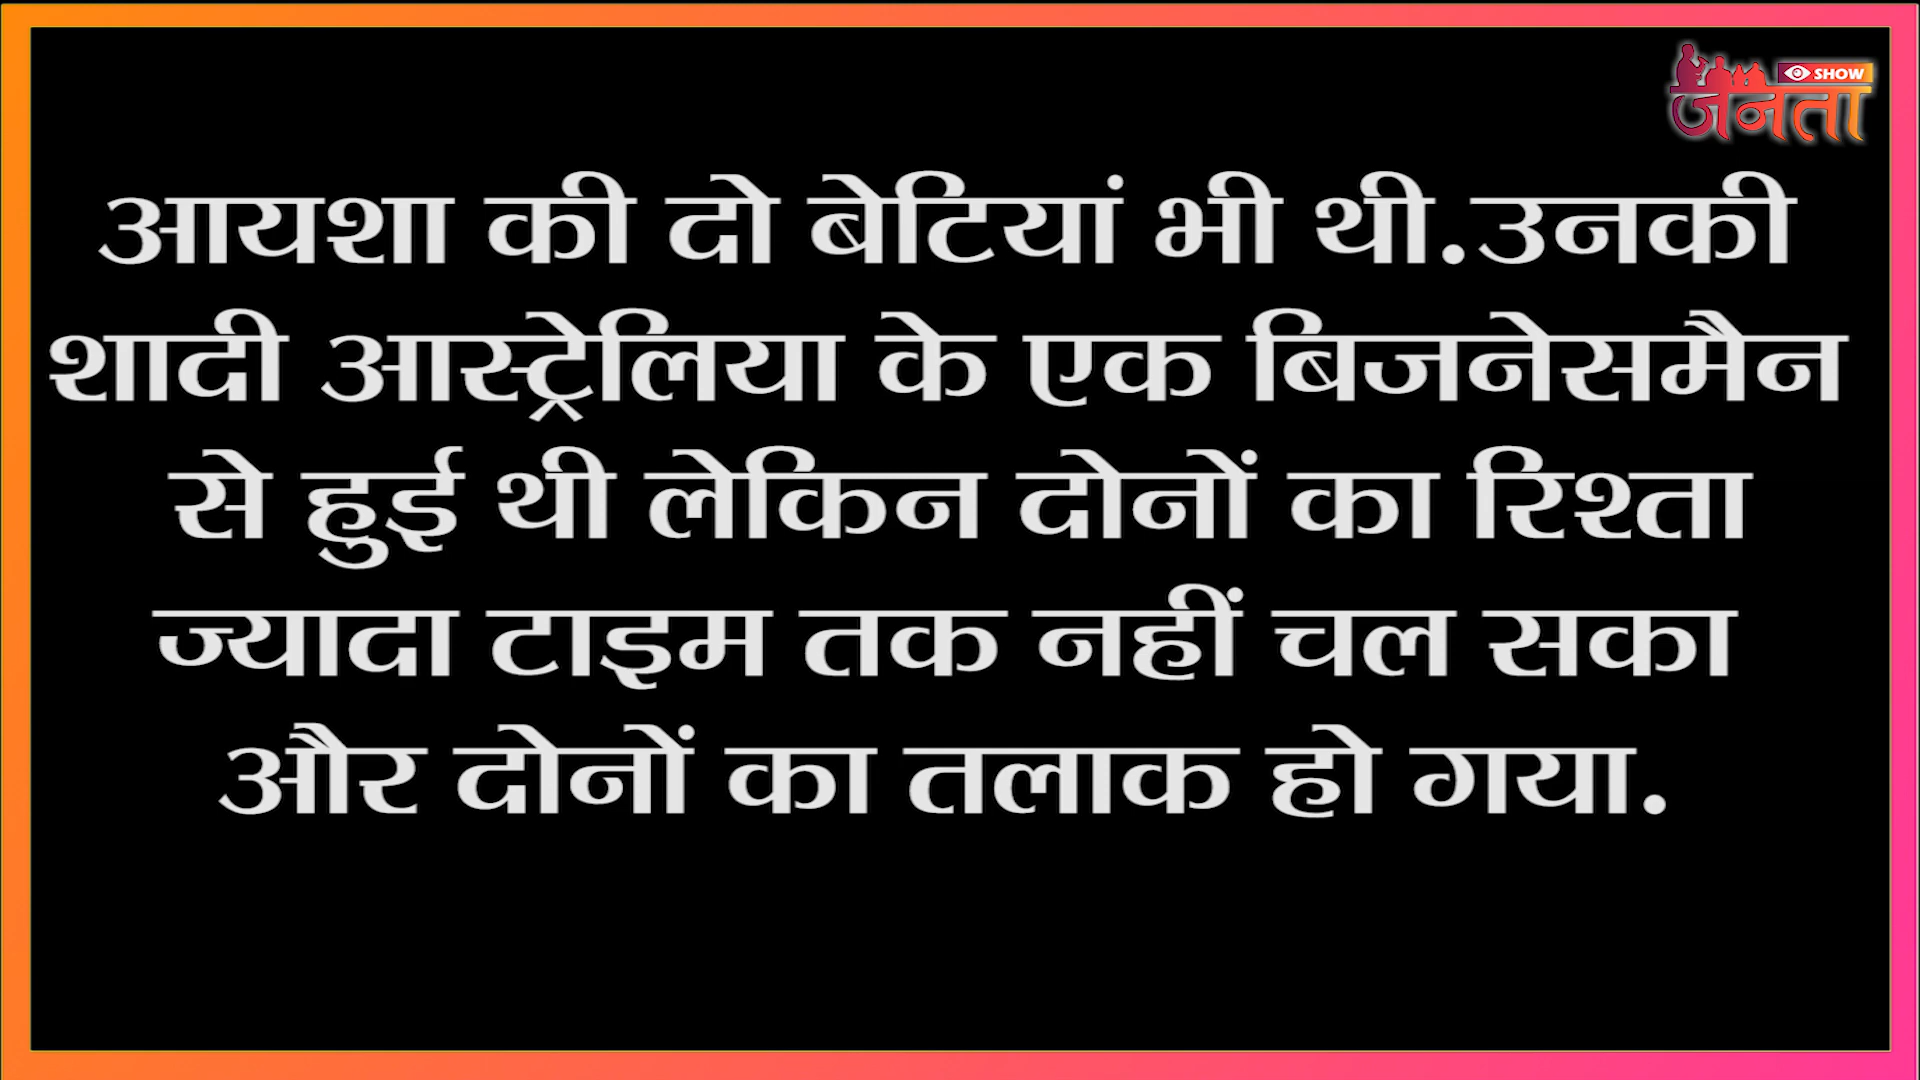 SHOW
जनता
आयशा की दो बेटियां भी थी.उनकी
शादी आस्ट्रेलिया के एक बिजनेसमैन
से हुई थी लेकिन दोनों का रिश्ता
ज्यादा टाइम तक नहीं चल सका
और दोनों का तलाक हो गया.